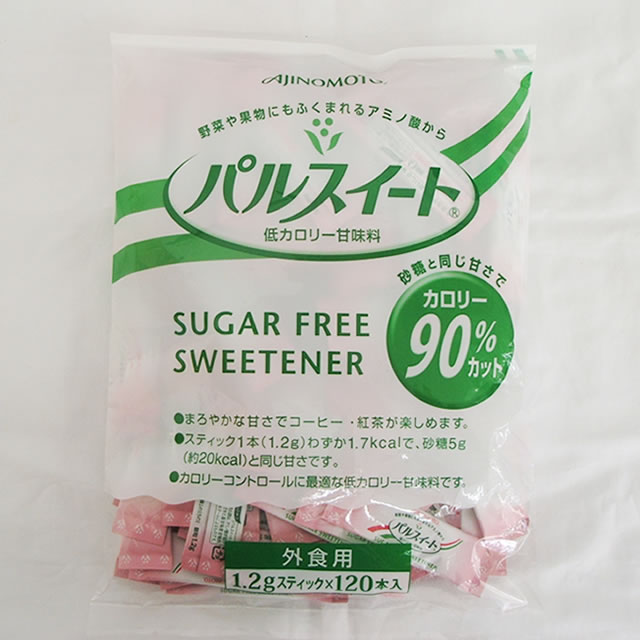 AJINOMOTO
野菜や果物にもふくまれるアミノ酸から
パルスイート®
低カロリー甘味料
砂糖と同じ甘さで
カロリー
90%
カット
SUGAR FREE
SWEETENER
●まろやかな甘さでコーヒー・紅茶が楽しめます。
●スティック1本(1.2g)わずか1.7kcalで、砂糖5g
(約20kcal)と同じ甘さです。
●カロリーコントロールに最適な低カロリー甘味料です。
パルスイート
外食用
1.2gスティック×120本入